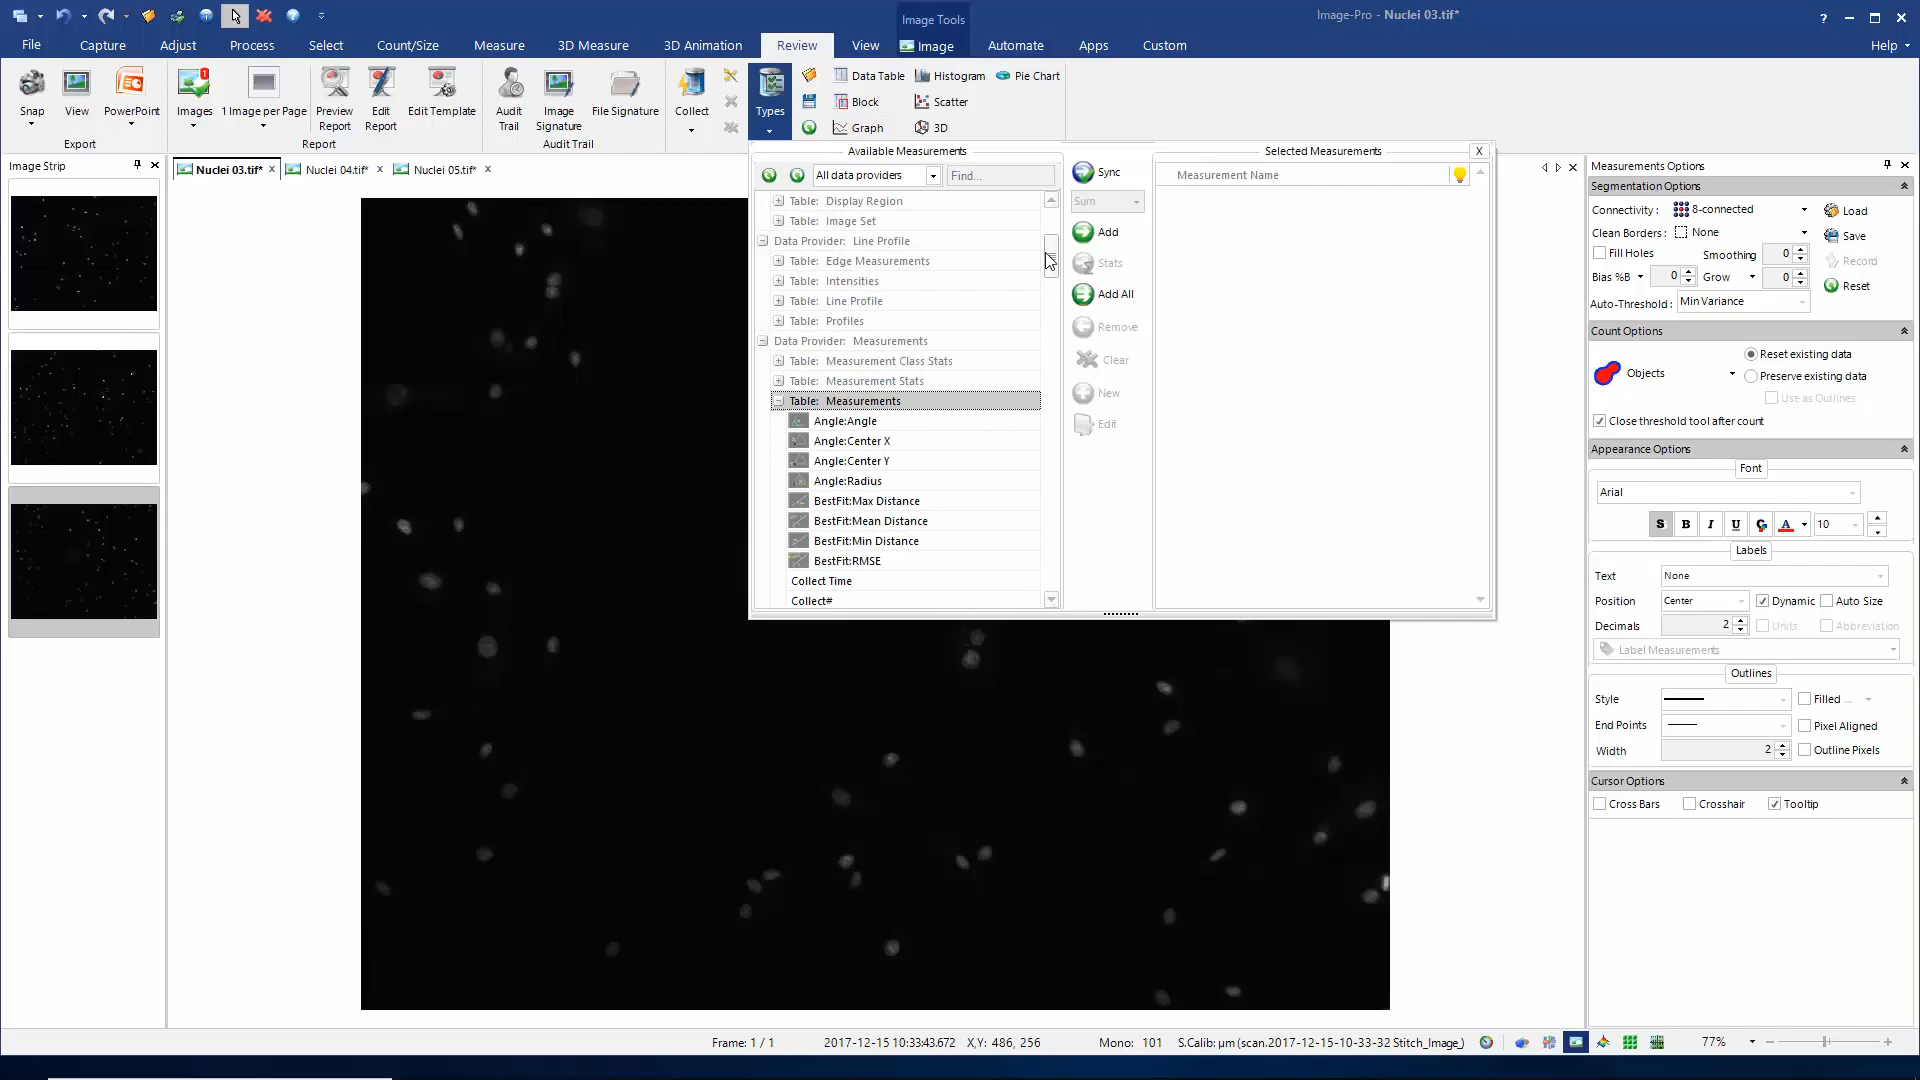 Image Tools
Image-Pro - Nuclei 03.tif*
File Capture Adjust Process Select Count/Size Measure 3D Measure 3D Animation Review View Image Automate Apps Custom Help
Snap View PowerPoint Images 1 Image per Page Preview Report Edit Report Edit Template Audit Trail Image Signature File Signature Collect Types
Data Table Histogram Pie Chart
Block Scatter
Graph 3D
Export Report Audit Trail
Image Strip
Nuclei 03.tif* x Nuclei 04.tif* x Nuclei 05.tif* x
Available Measurements
All data providers Find...
Table: Display Region
Table: Image Set
Data Provider: Line Profile
Table: Edge Measurements
Table: Intensities
Table: Line Profile
Table: Profiles
Data Provider: Measurements
Table: Measurement Class Stats
Table: Measurement Stats
Table: Measurements
Angle:Angle
Angle:Center X
Angle:Center Y
Angle:Radius
BestFit:Max Distance
BestFit:Mean Distance
BestFit:Min Distance
BestFit:RMSE
Collect Time
Collect#
Sync
Sum
Add
Stats
Add All
Remove
Clear
New
Edit
Selected Measurements X
Measurement Name
Measurements Options
Segmentation Options
Connectivity : 8-connected Load
Clean Borders : None Save
Fill Holes Smoothing 0 Record
Bias %B 0 Grow 0 Reset
Auto-Threshold : Min Variance
Count Options
Objects
Reset existing data
Preserve existing data
Use as Outlines
Close threshold tool after count
Appearance Options
Font
Arial
S B I U G A 10
Labels
Text None
Position Center Dynamic Auto Size
Decimals 2 Units Abbreviation
Label Measurements
Outlines
Style Filled ...
End Points Pixel Aligned
Width 2 Outline Pixels
Cursor Options
Cross Bars Crosshair Tooltip
Frame: 1 / 1 2017-12-15 10:33:43.672 X,Y: 486, 256 Mono: 101 S.Calib: µm (scan.2017-12-15-10-33-32 Stitch_Image_) 77%